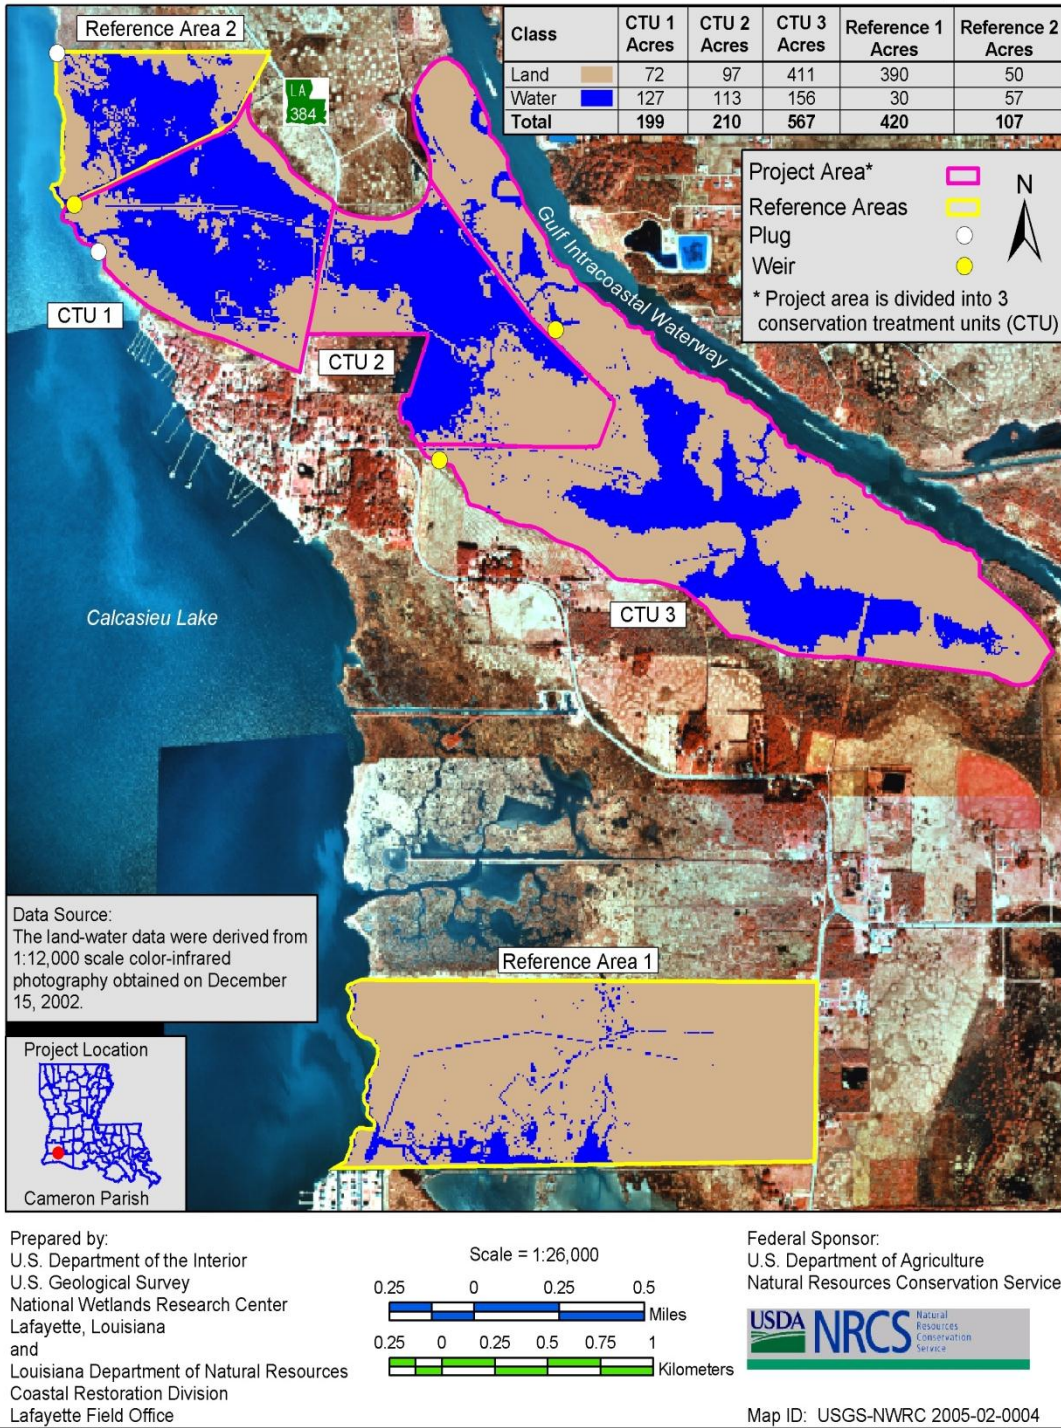 Reference Area 2
LA
384
Class CTU 1 Acres CTU 2 Acres CTU 3 Acres Reference 1 Acres Reference 2 Acres
Land 72 97 411 390 50
Water 127 113 156 30 57
Total 199 210 567 420 107
Project Area*
Reference Areas
Plug
Weir
N
* Project area is divided into 3
conservation treatment units (CTU)
Gulf Intracoastal Waterway
CTU 1
CTU 2
CTU 3
Calcasieu Lake
Data Source:
The land-water data were derived from
1:12,000 scale color-infrared
photography obtained on December
15, 2002.
Reference Area 1
Project Location
Cameron Parish
Prepared by:
U.S. Department of the Interior
U.S. Geological Survey
National Wetlands Research Center
Lafayette, Louisiana
and
Louisiana Department of Natural Resources
Coastal Restoration Division
Lafayette Field Office
Scale = 1:26,000
0.25 0 0.25 0.5
Miles
0.25 0 0.25 0.5 0.75 1
Kilometers
Federal Sponsor:
U.S. Department of Agriculture
Natural Resources Conservation Service
USDA NRCS Natural
Resources
Conservation
Service
Map ID: USGS-NWRC 2005-02-0004